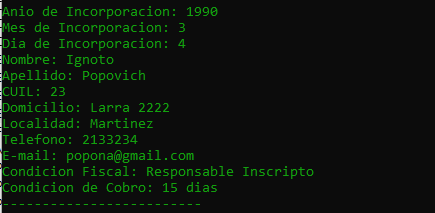 Anio de Incorporacion: 1990
Mes de Incorporacion: 3
Dia de Incorporacion: 4
Nombre: Ignoto
Apellido: Popovich
CUIL: 23
Domicilio: Larra 2222
Localidad: Martinez
Telefono: 2133234
E-mail: popona@gmail.com
Condicion Fiscal: Responsable Inscripto
Condicion de Cobro: 15 dias
-------------------------